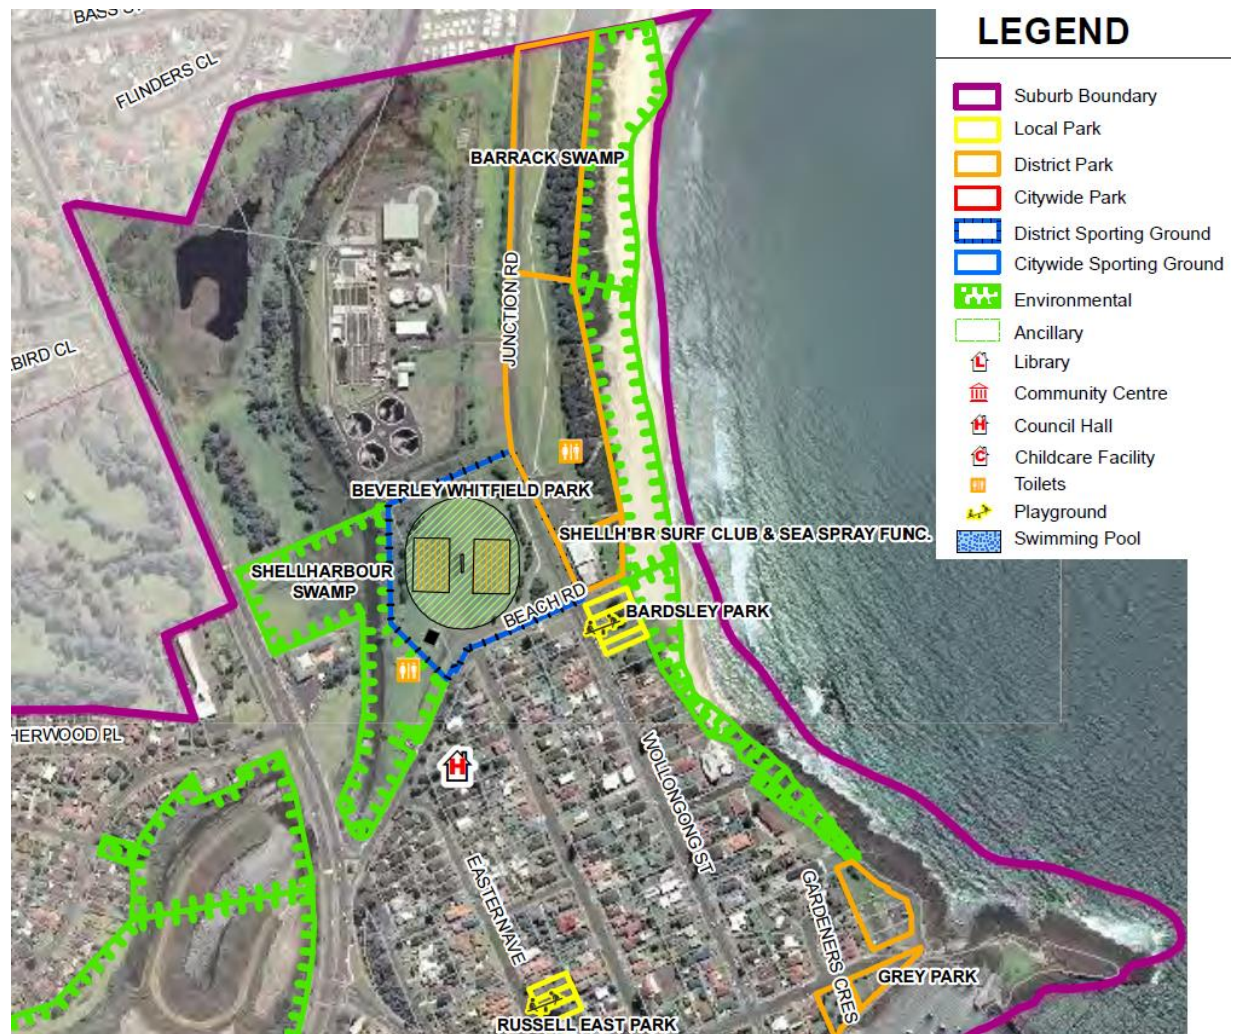 BASS ST
FLINDERS CL
BARRACK SWAMP
JUNCTION RD
BIRD CL
BEVERLEY WHITFIELD PARK
SHELLH'BR SURF CLUB & SEA SPRAY FUNC.
SHELLHARBOUR
SWAMP
BEACH RD
BARDSLEY PARK
HERWOOD PL
H
WOLLONGONG ST
EASTERN AVE
GARDENERS CRES
GREY PARK
RUSSELL EAST PARK
LEGEND
Suburb Boundary
Local Park
District Park
Citywide Park
District Sporting Ground
Citywide Sporting Ground
Environmental
Ancillary
L Library
Community Centre
H Council Hall
C Childcare Facility
Toilets
Playground
Swimming Pool